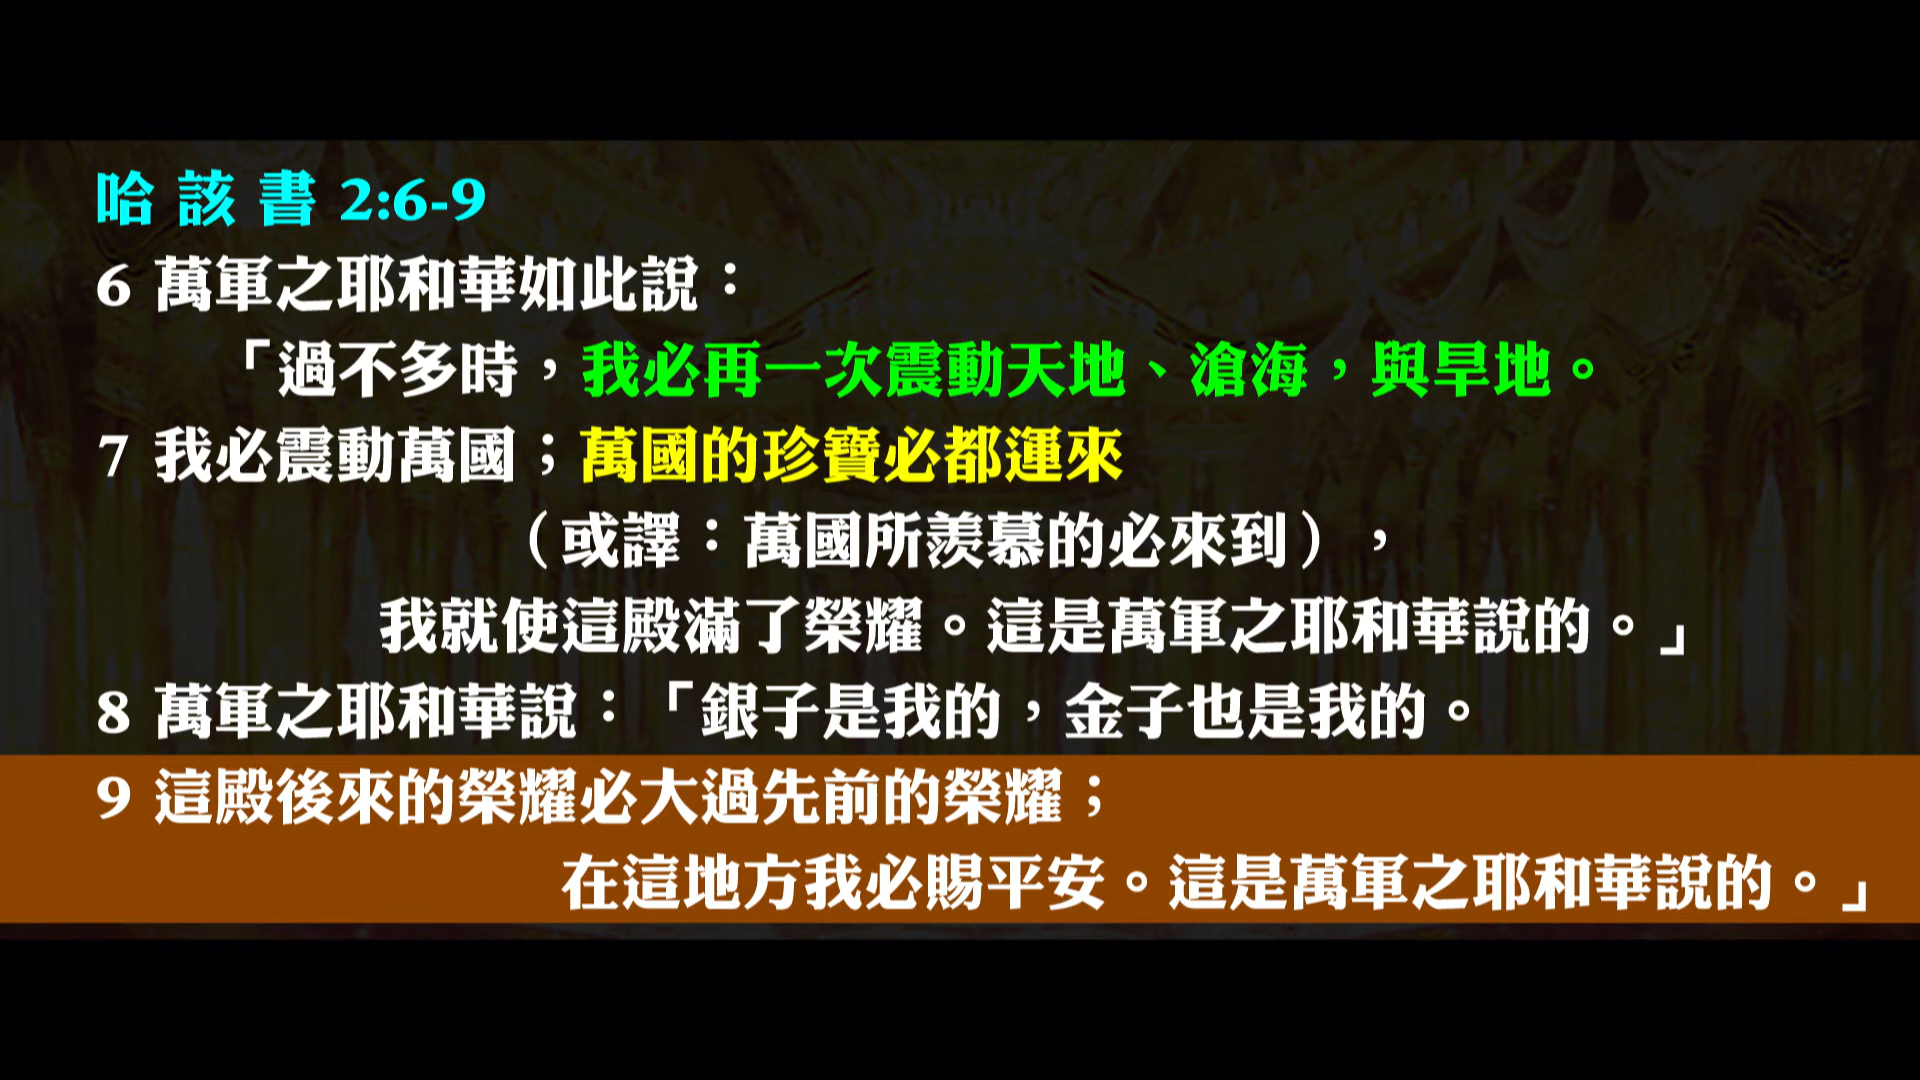 哈該書 2:6-9
6 萬軍之耶和華如此說：
「過不多時，我必再一次震動天地、滄海，與旱地。
7 我必震動萬國；萬國的珍寶必都運來
（或譯：萬國所羨慕的必來到），
我就使這殿滿了榮耀。這是萬軍之耶和華說的。」
8 萬軍之耶和華說：「銀子是我的，金子也是我的。
9 這殿後來的榮耀必大過先前的榮耀；
在這地方我必賜平安。這是萬軍之耶和華說的。」